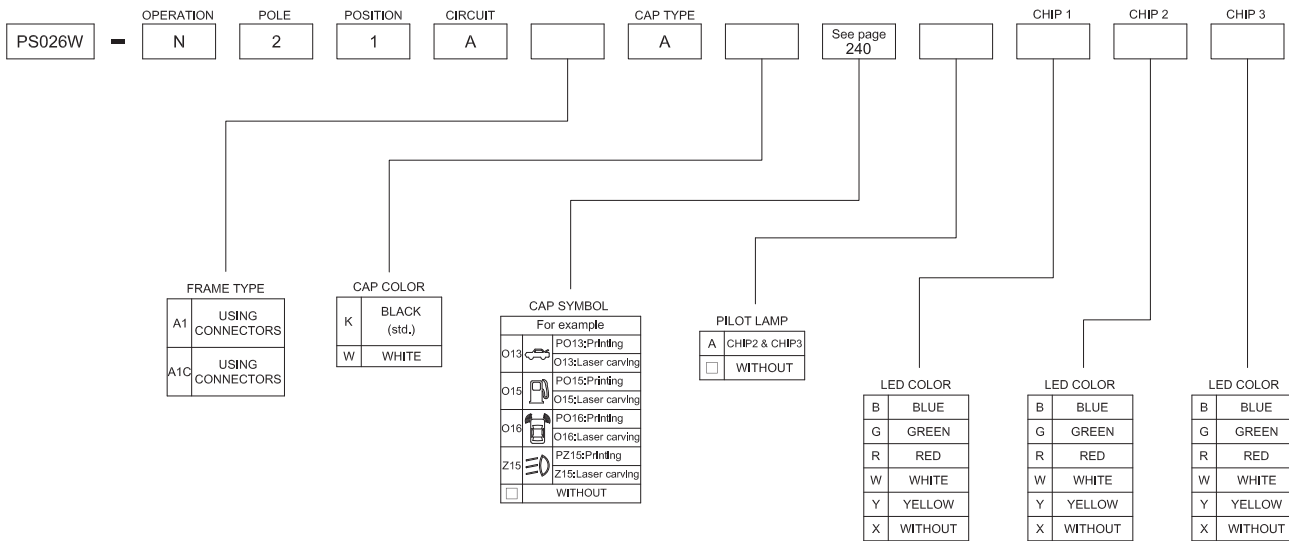 OPERATION POLE POSITION CIRCUIT CAP TYPE CHIP 1 CHIP 2 CHIP 3
PS026W - N 2 1 A A See page 240
FRAME TYPE
A1 USING CONNECTORS
A1C USING CONNECTORS
CAP COLOR
K BLACK (std.)
W WHITE
CAP SYMBOL
For example
O13 PO13:Printing
O13:Laser carving
O15 PO15:Printing
O15:Laser carving
O16 PO16:Printing
O16:Laser carving
Z15 PZ15:Printing
Z15:Laser carving
□ WITHOUT
PILOT LAMP
A CHIP2 & CHIP3
□ WITHOUT
LED COLOR
B BLUE
G GREEN
R RED
W WHITE
Y YELLOW
X WITHOUT
LED COLOR
B BLUE
G GREEN
R RED
W WHITE
Y YELLOW
X WITHOUT
LED COLOR
B BLUE
G GREEN
R RED
W WHITE
Y YELLOW
X WITHOUT